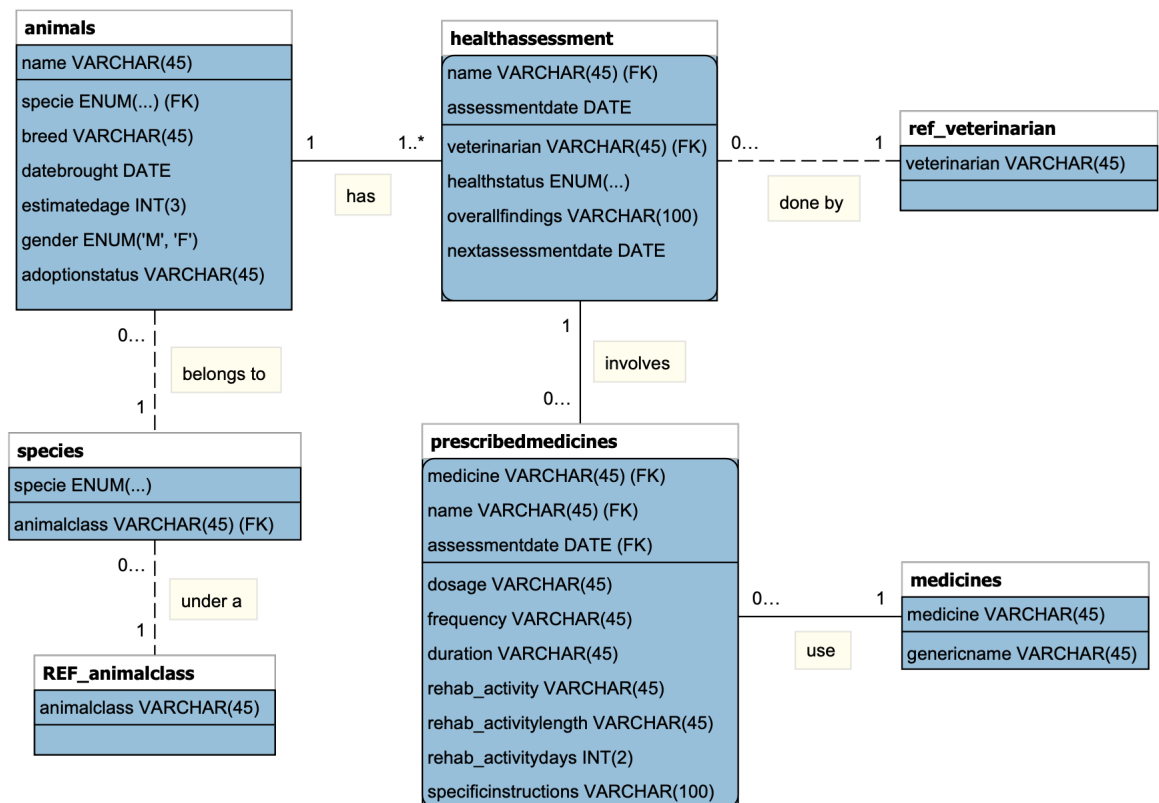 animals
name VARCHAR(45)
specie ENUM(...) (FK)
breed VARCHAR(45)
datebrought DATE
estimatedage INT(3)
gender ENUM('M', 'F')
adoptionstatus VARCHAR(45)
1
1..*
has
healthassessment
name VARCHAR(45) (FK)
assessmentdate DATE
veterinarian VARCHAR(45) (FK)
healthstatus ENUM(...)
overallfindings VARCHAR(100)
nextassessmentdate DATE
0...
1
done by
ref_veterinarian
veterinarian VARCHAR(45)
0...
belongs to
1
species
specie ENUM(...)
animalclass VARCHAR(45) (FK)
0...
under a
1
REF_animalclass
animalclass VARCHAR(45)
1
involves
0...
prescribedmedicines
medicine VARCHAR(45) (FK)
name VARCHAR(45) (FK)
assessmentdate DATE (FK)
dosage VARCHAR(45)
frequency VARCHAR(45)
duration VARCHAR(45)
rehab_activity VARCHAR(45)
rehab_activitylength VARCHAR(45)
rehab_activitydays INT(2)
specificinstructions VARCHAR(100)
0...
1
use
medicines
medicine VARCHAR(45)
genericname VARCHAR(45)